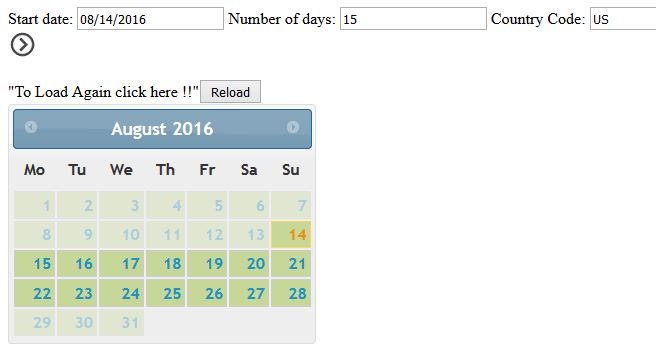 Start date: 08/14/2016 Number of days: 15 Country Code: US
"To Load Again click here !!" Reload
August 2016
Mo Tu We Th Fr Sa Su
1 2 3 4 5 6 7
8 9 10 11 12 13 14
15 16 17 18 19 20 21
22 23 24 25 26 27 28
29 30 31